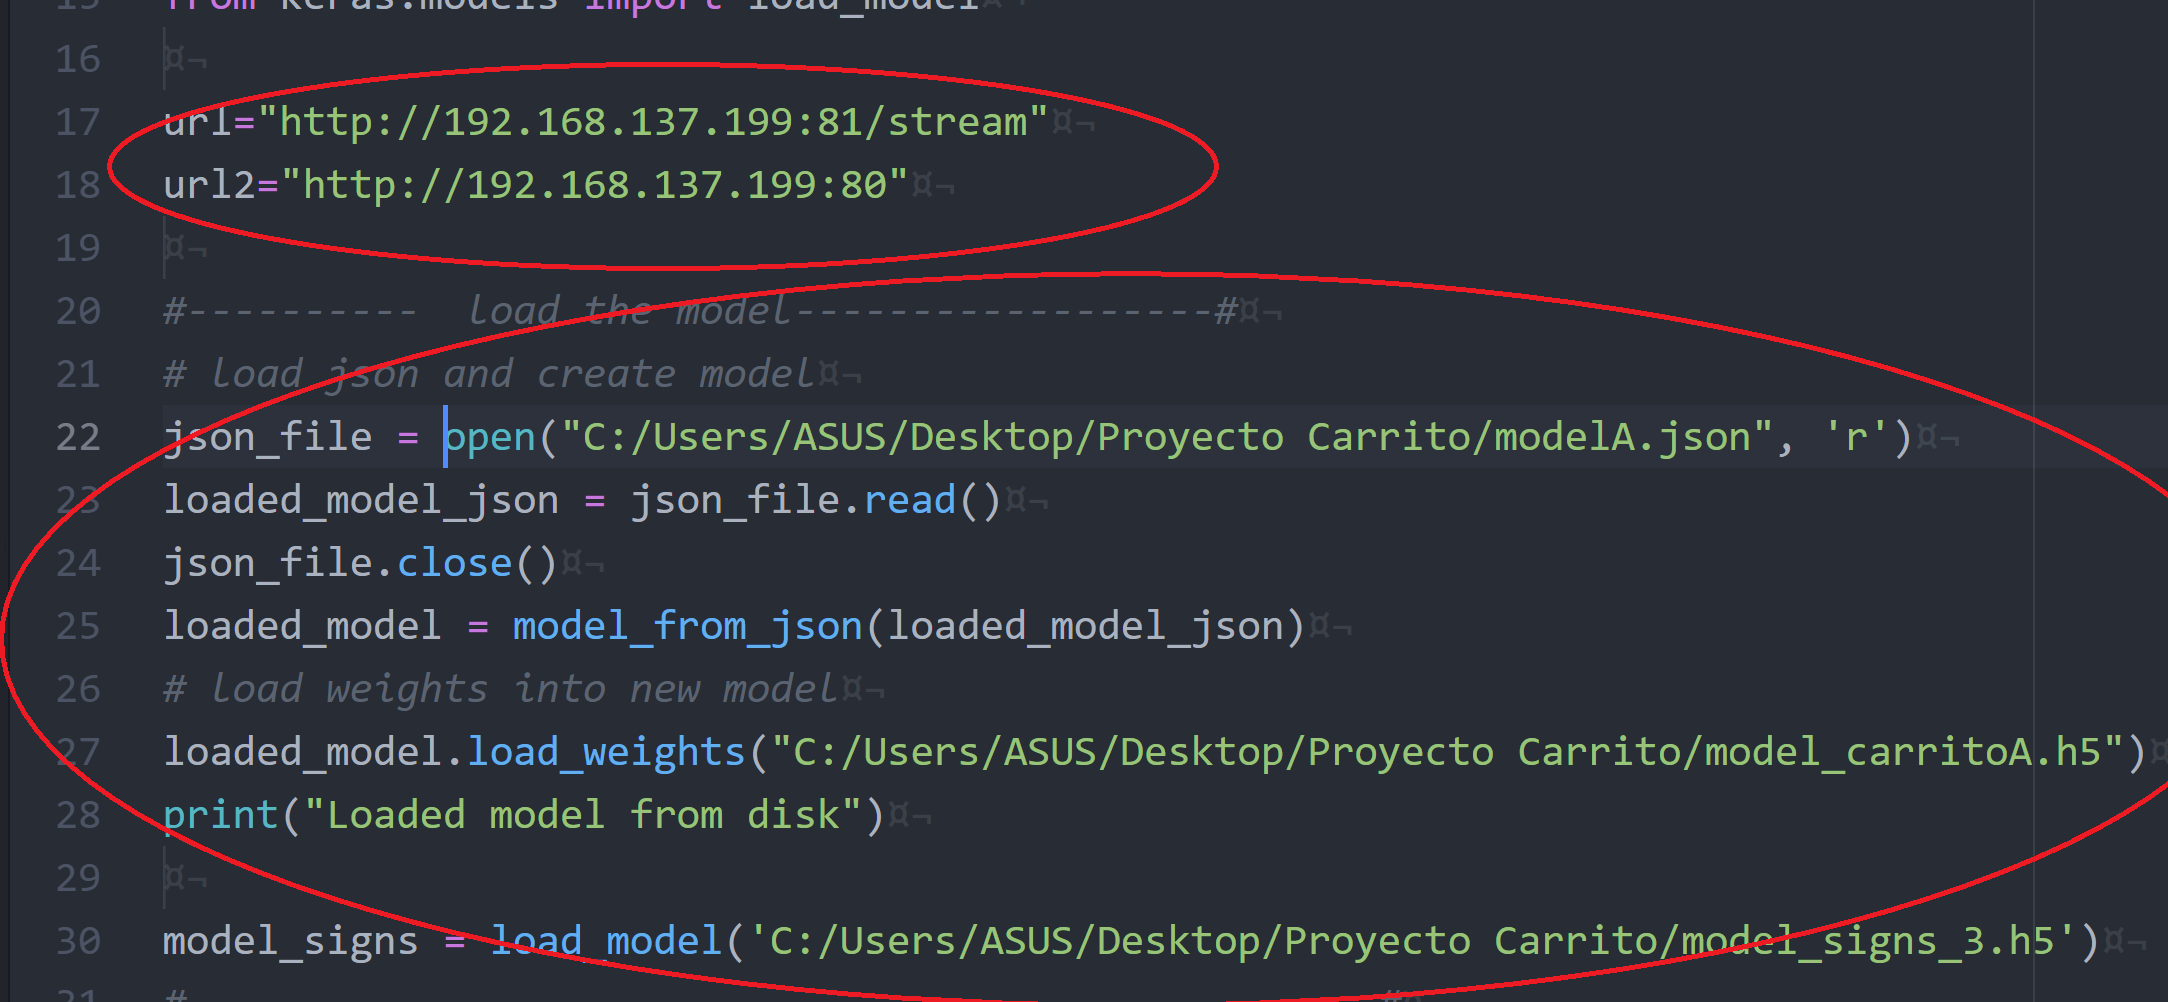 15 from keras.models import load_model¤¬
16 ¤¬
17 url="http://192.168.137.199:81/stream"¤¬
18 url2="http://192.168.137.199:80"¤¬
19 ¤¬
20 #---------- load the model------------------#¤¬
21 # load json and create model¤¬
22 json_file = open("C:/Users/ASUS/Desktop/Proyecto Carrito/modelA.json", 'r')¤¬
23 loaded_model_json = json_file.read()¤¬
24 json_file.close()¤¬
25 loaded_model = model_from_json(loaded_model_json)¤¬
26 # load weights into new model¤¬
27 loaded_model.load_weights("C:/Users/ASUS/Desktop/Proyecto Carrito/model_carritoA.h5")¤
28 print("Loaded model from disk")¤¬
29 ¤¬
30 model_signs = load_model('C:/Users/ASUS/Desktop/Proyecto Carrito/model_signs_3.h5')¤¬
31 #